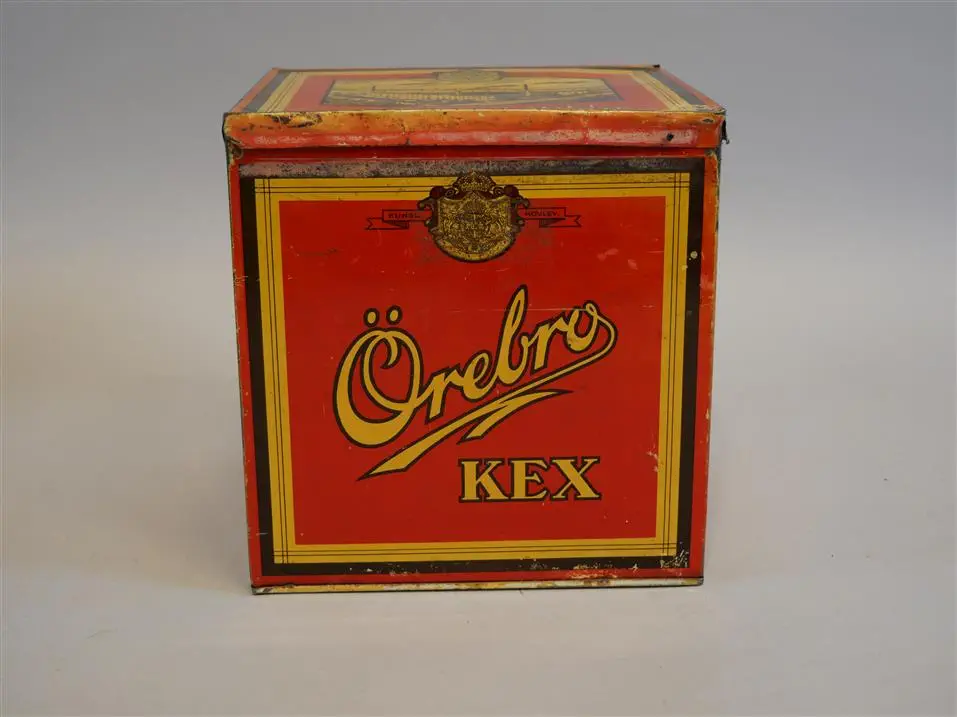 KUNGL. HOVLEV.
Örebro
KEX